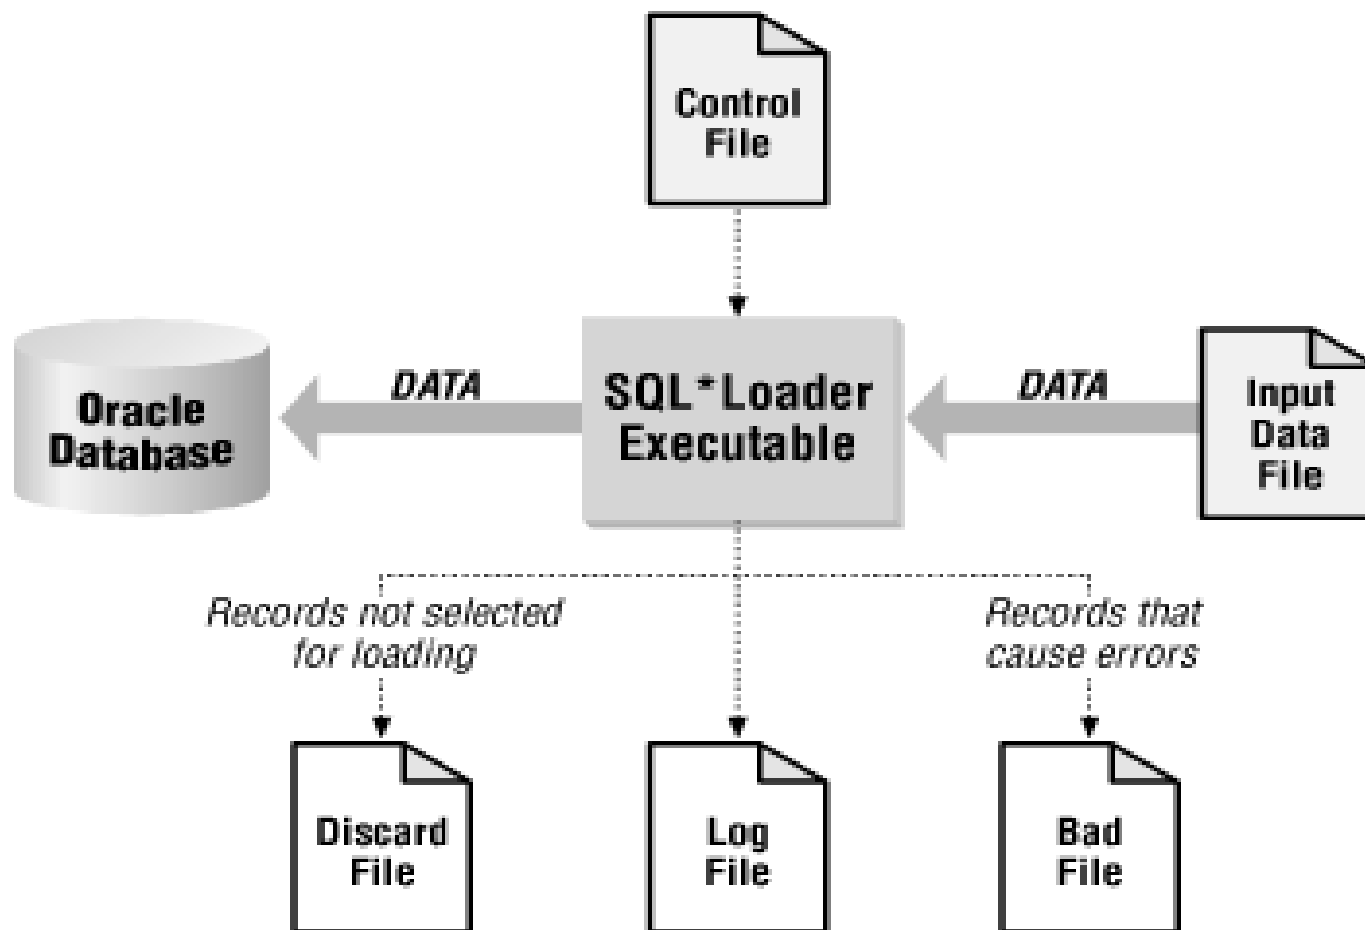 Control
File
DATA
SQL*Loader
Executable
DATA
Oracle
Database
Input
Data
File
Records not selected
for loading
Records that
cause errors
Discard
File
Log
File
Bad
File